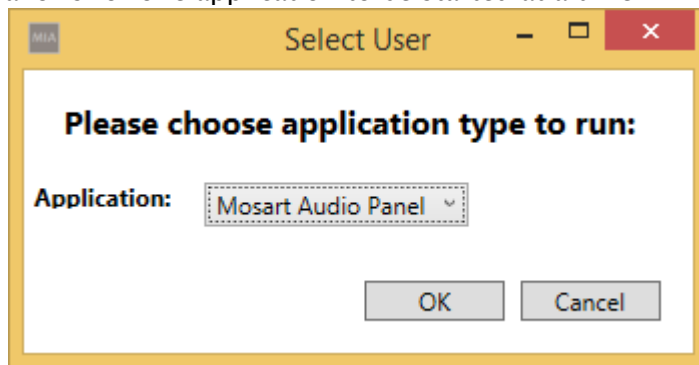 MIA Select User
Please choose application type to run:
Application: Mosart Audio Panel
OK Cancel